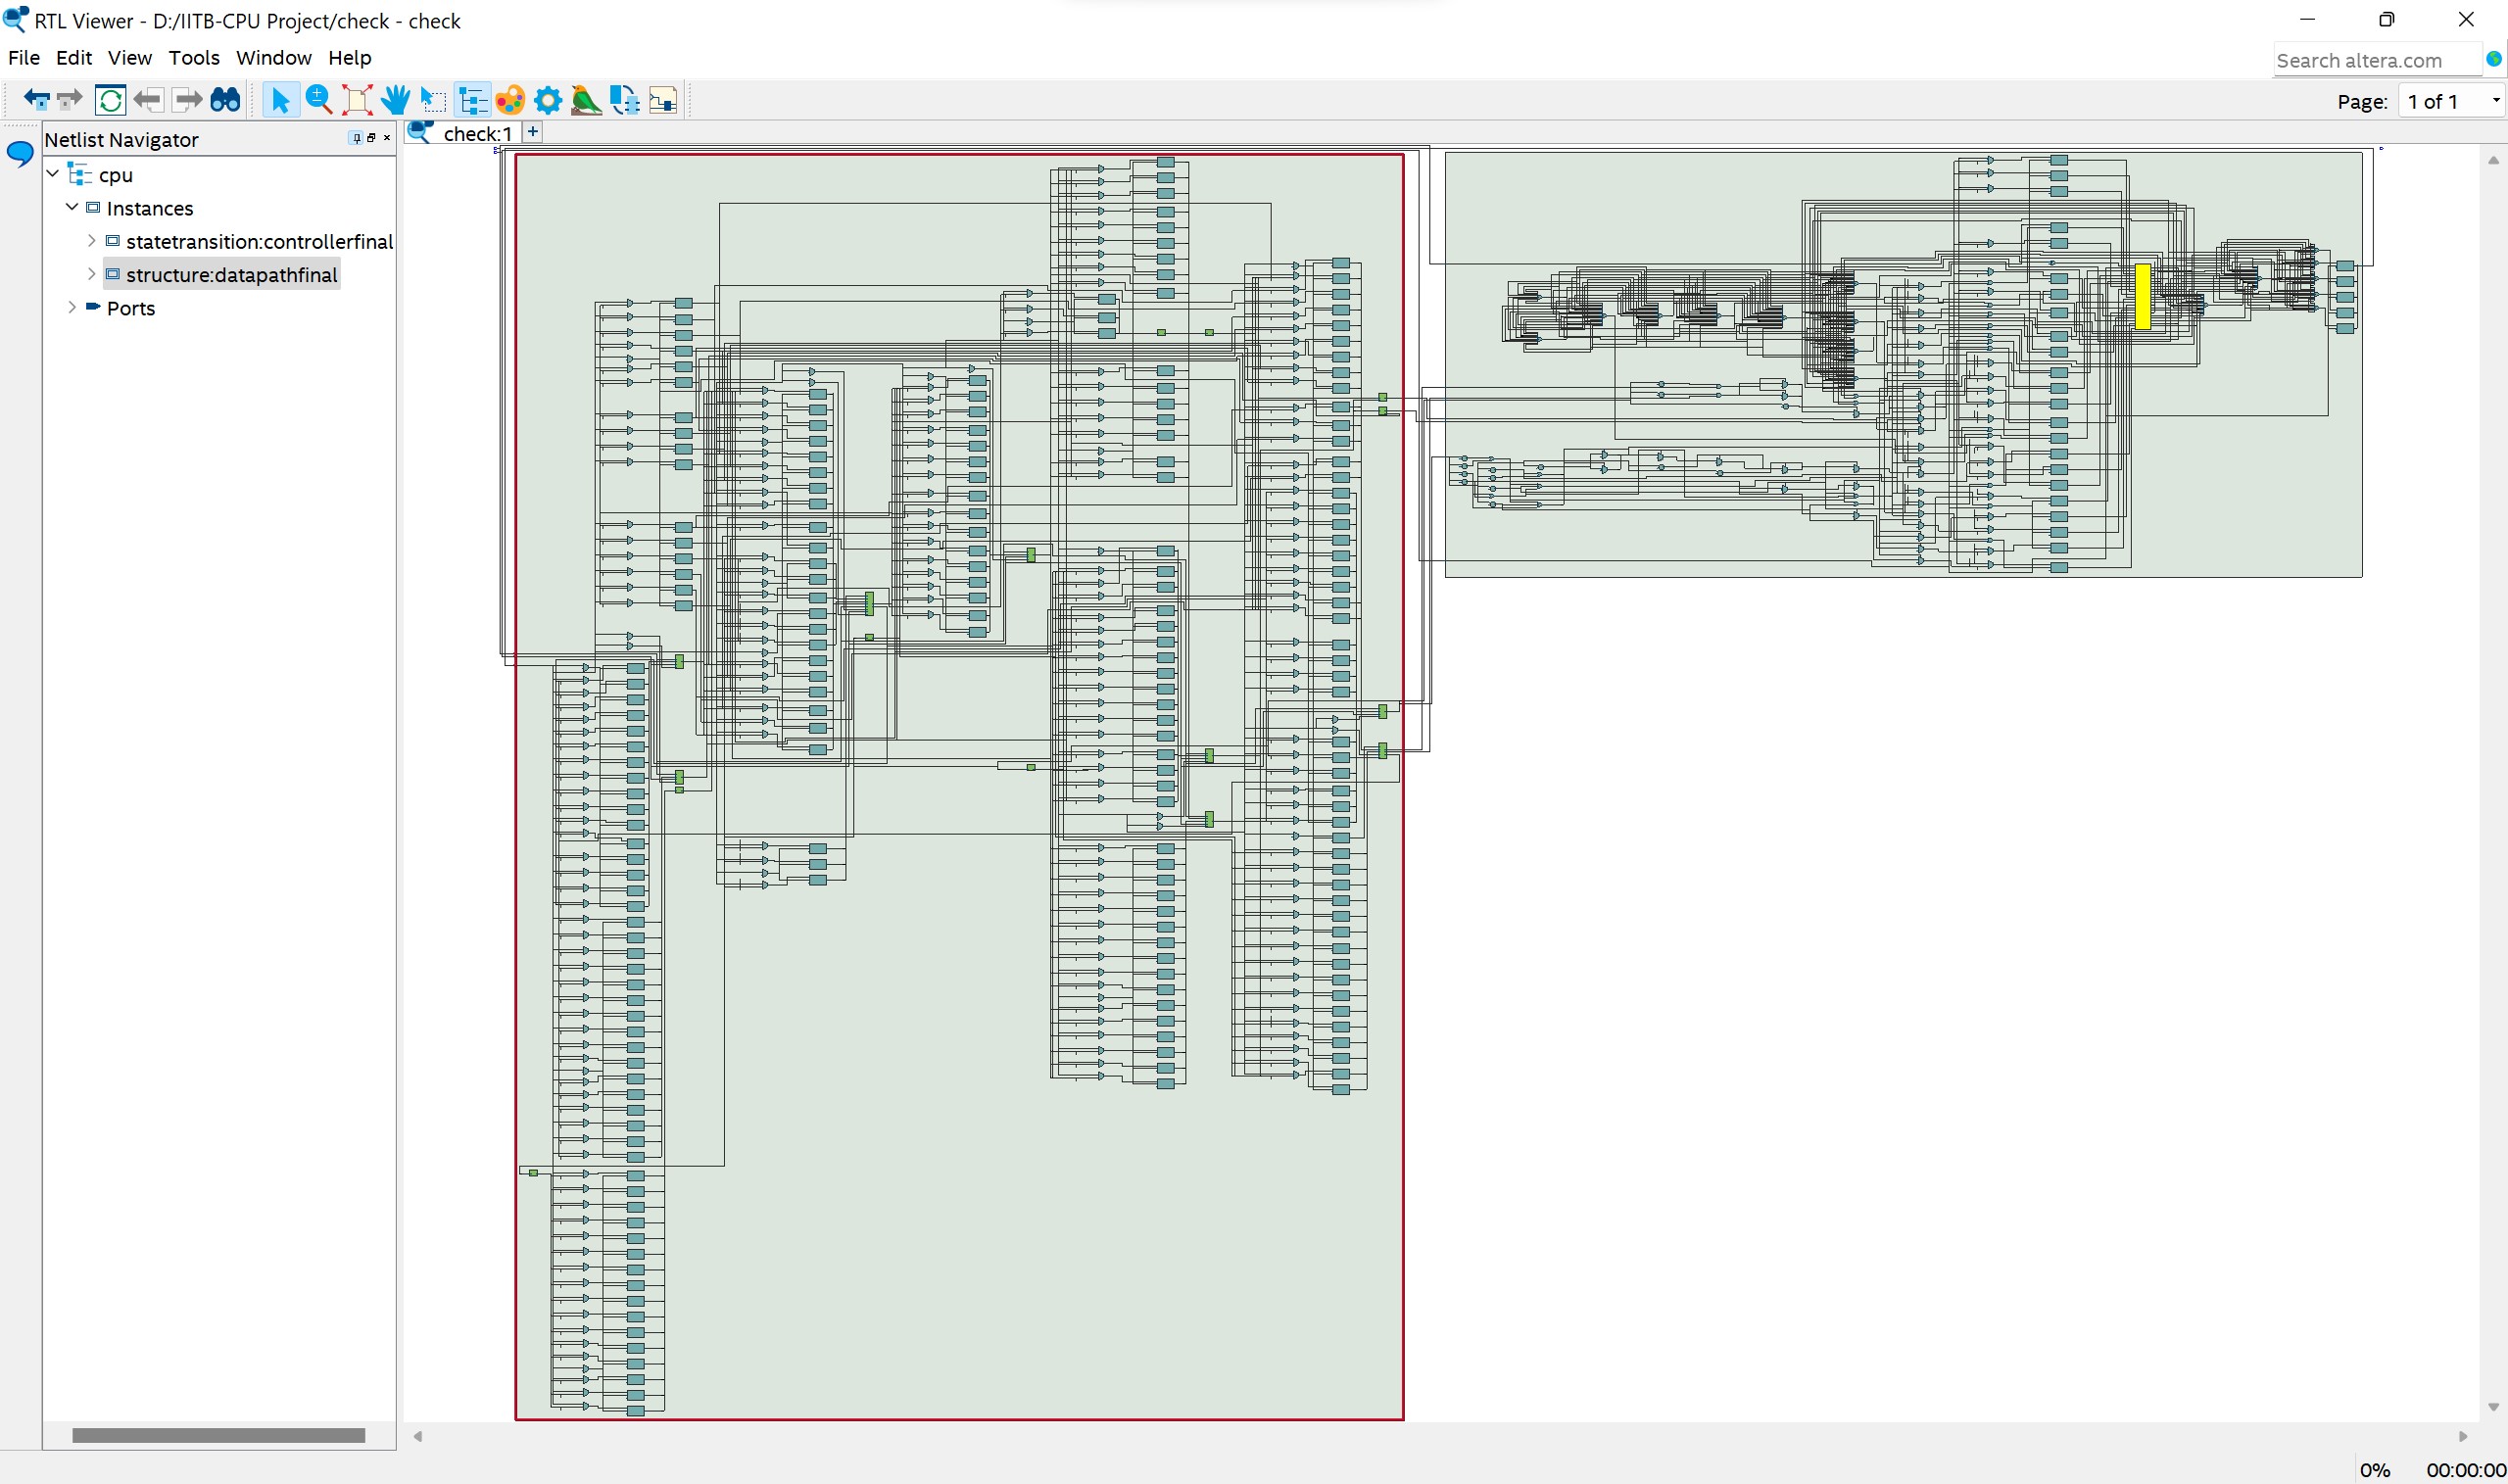 RTL Viewer - D:/IITB-CPU Project/check - check
File Edit View Tools Window Help
Search altera.com
Page: 1 of 1
Netlist Navigator
check:1
cpu
Instances
statetransition:controllerfinal
structure:datapathfinal
Ports
0% 00:00:00